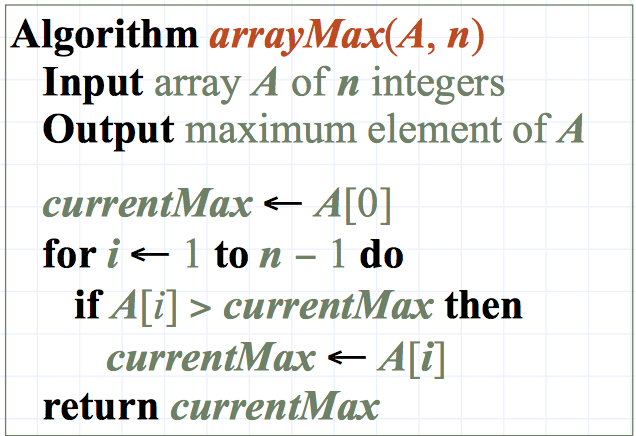 Algorithm arrayMax(A, n)
Input array A of n integers
Output maximum element of A
currentMax ← A[0]
for i ← 1 to n − 1 do
if A[i] > currentMax then
currentMax ← A[i]
return currentMax